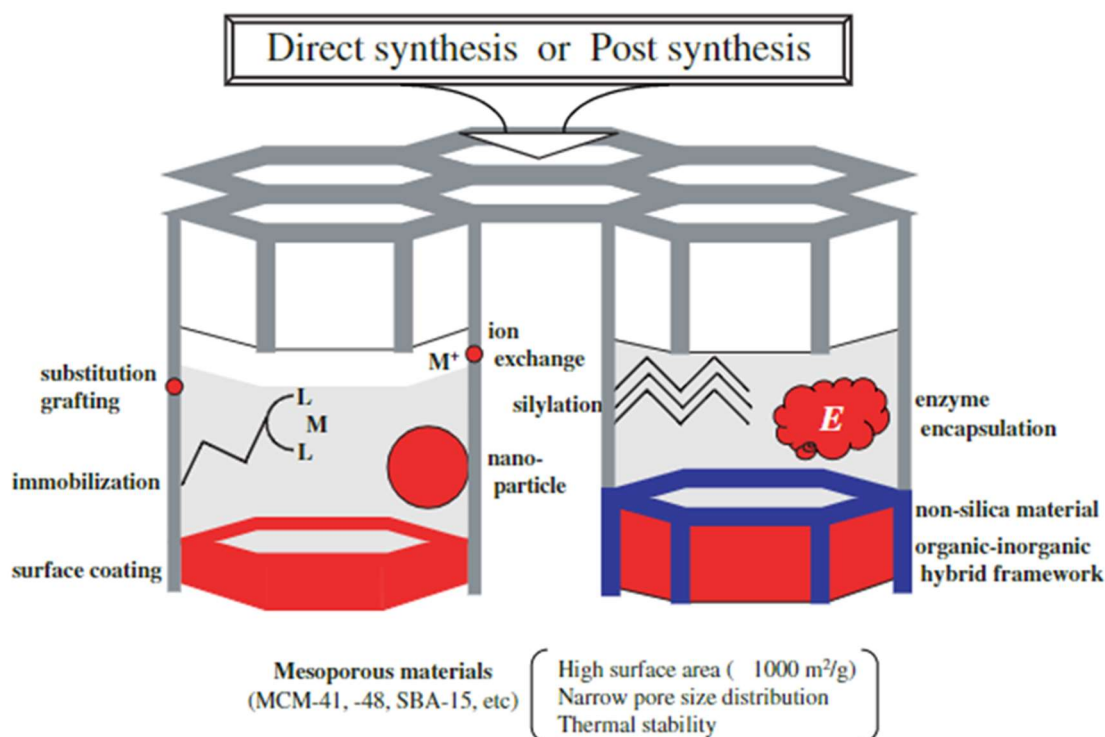 Direct synthesis or Post synthesis
substitution
grafting
immobilization
surface coating
L
M
L
M⁺
ion
exchange
nano-
particle
silylation
E
enzyme
encapsulation
non-silica material
organic-inorganic
hybrid framework
Mesoporous materials
(MCM-41, -48, SBA-15, etc)
High surface area ( 1000 m²/g)
Narrow pore size distribution
Thermal stability